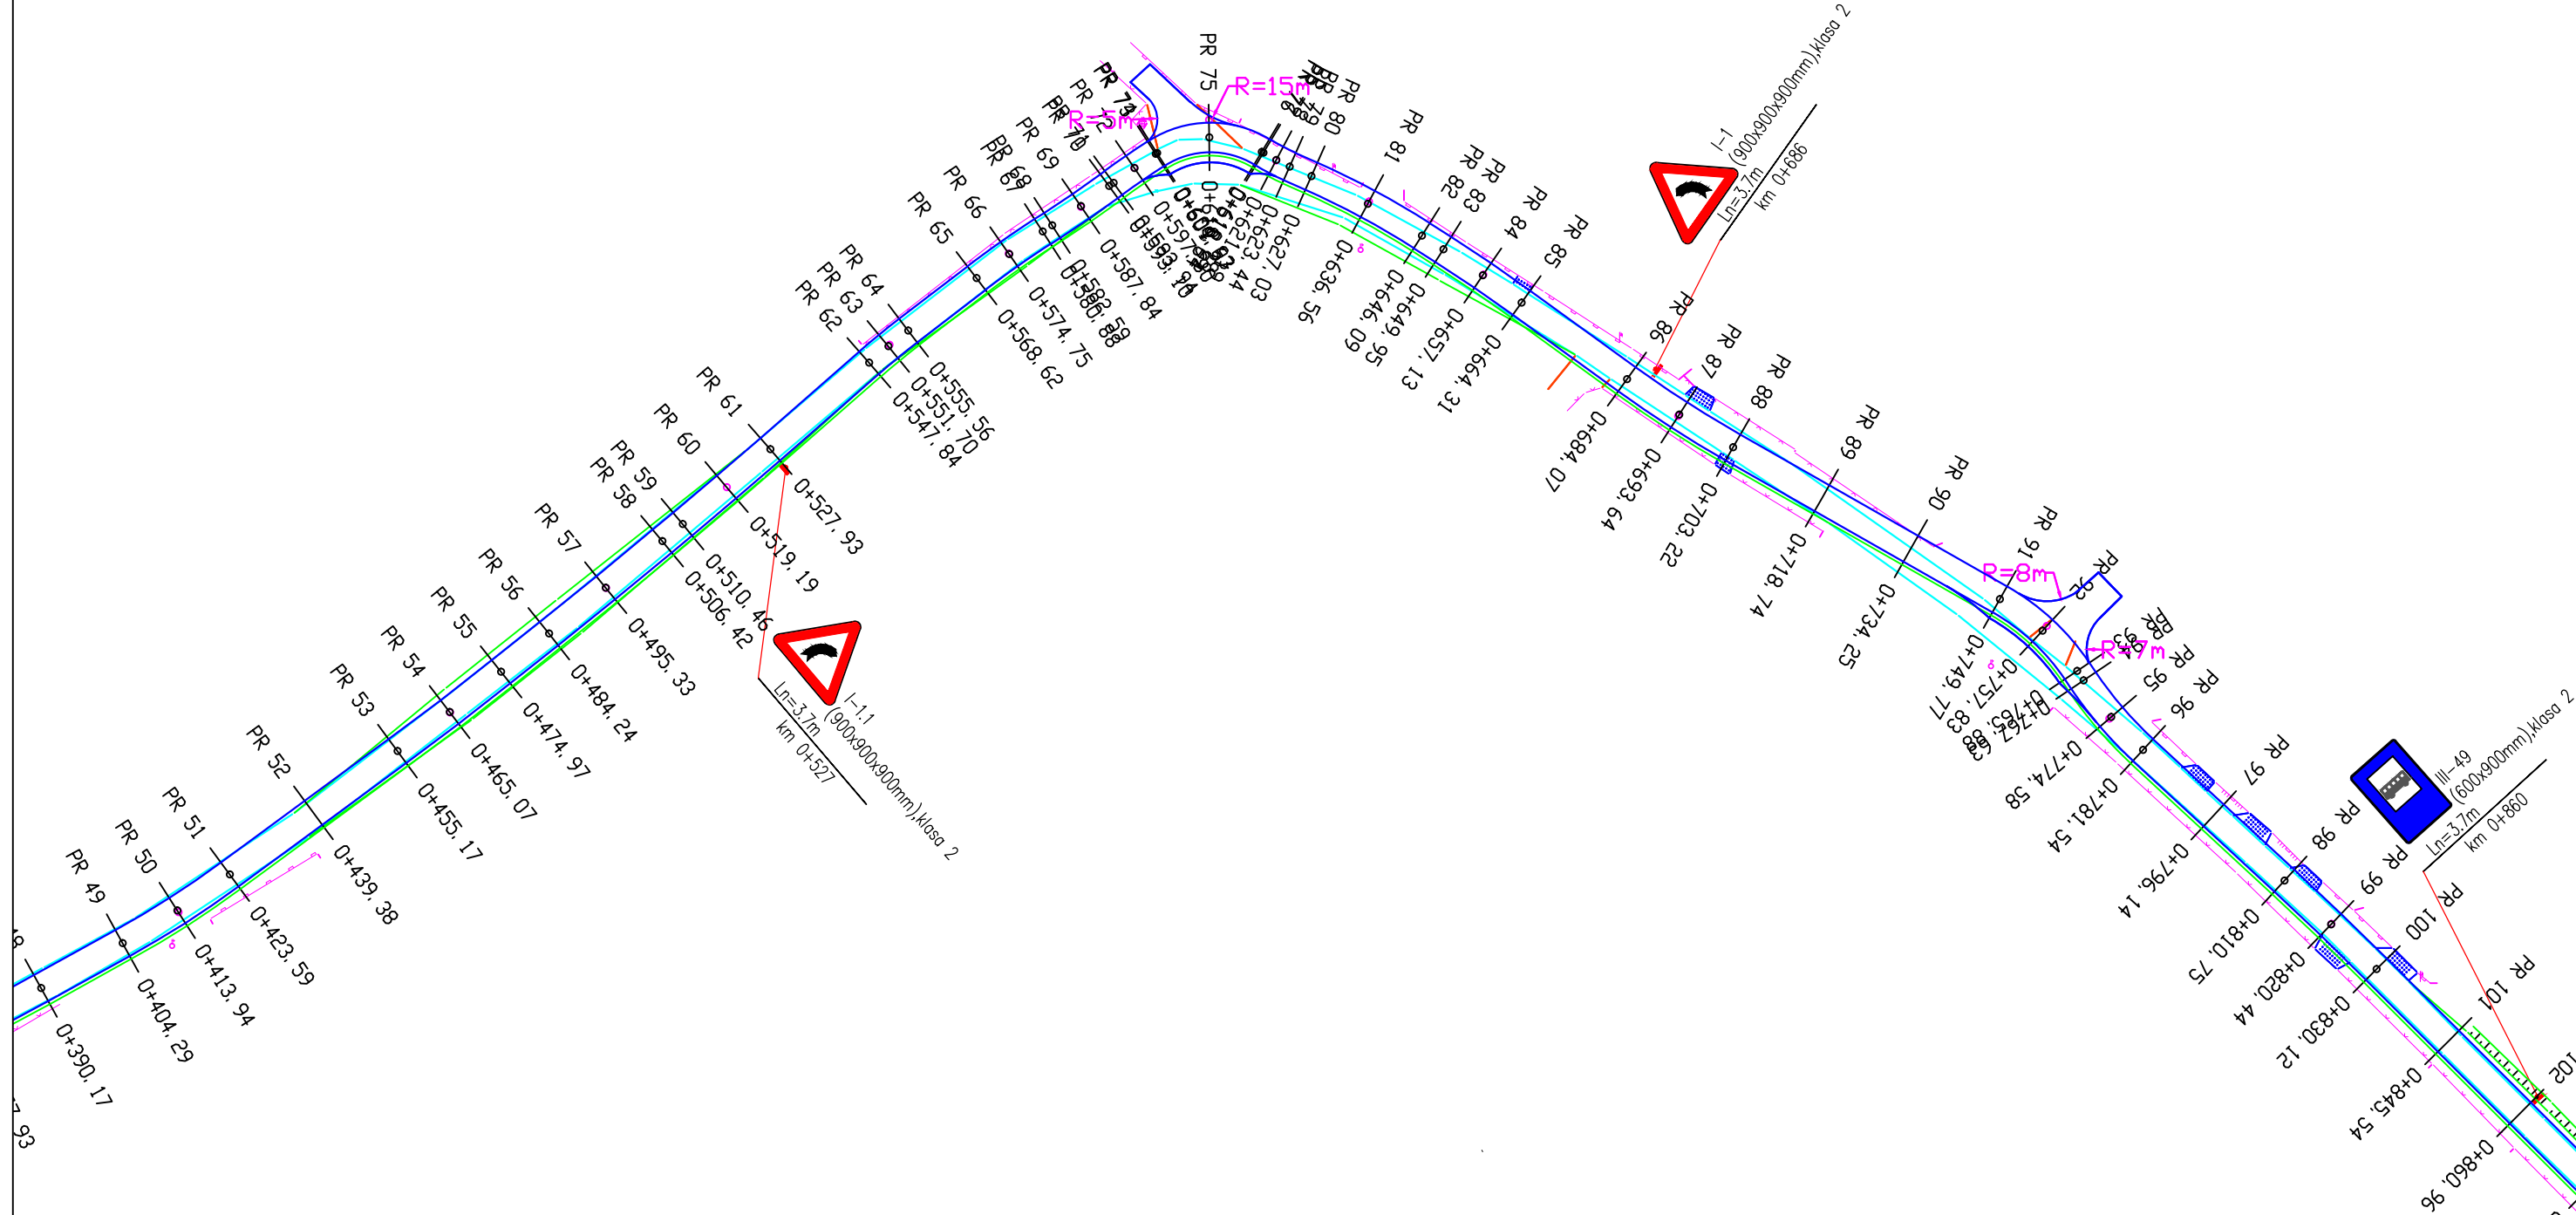 PR 49
0+390,17
PR 50
0+404,29
PR 51
0+413,94
PR 52
0+423,59
PR 53
0+439,38
PR 54
0+455,17
PR 55
0+465,07
PR 56
0+474,97
PR 57
0+484,24
PR 58
0+495,33
PR 59
0+506,42
PR 60
0+510,46
PR 61
0+519,19
0+527,93
I-1.1
(900x900x900mm),klasa 2
Ln=3.7m
km 0+527
PR 62
0+547,84
PR 63
0+551,70
PR 64
0+555,56
PR 65
0+568,62
PR 66
0+574,75
PR 68
PR 69
0+587,84
R=5m
PR 75
R=15m
PR 79
PR 80
0+623,44
0+627,03
PR 81
0+636,56
PR 82
0+646,09
PR 83
0+649,95
PR 84
0+657,13
PR 85
0+664,31
I-1
(900x900x900mm),klasa 2
Ln=3.7m
km 0+686
PR 86
0+684,07
PR 87
0+693,64
PR 88
0+703,22
PR 89
0+718,74
PR 90
0+734,25
PR 91
0+749,77
R=8m
PR 92
0+757,83
R=7m
PR 95
0+774,58
PR 96
0+781,54
PR 97
0+796,14
PR 98
0+810,75
PR 99
0+820,44
PR 100
0+830,12
PR 101
0+845,54
102
0+860,96
III-49
(600x900mm),klasa 2
Ln=3.7m
km 0+860